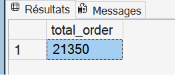 Résultats Messages
total_order
1 21350